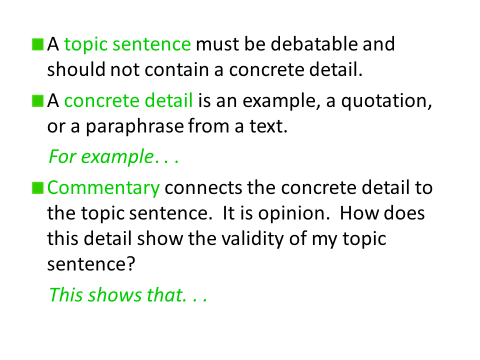 A topic sentence must be debatable and
should not contain a concrete detail.
A concrete detail is an example, a quotation,
or a paraphrase from a text.
For example. . .
Commentary connects the concrete detail to
the topic sentence.  It is opinion.  How does
this detail show the validity of my topic
sentence?
This shows that. . .